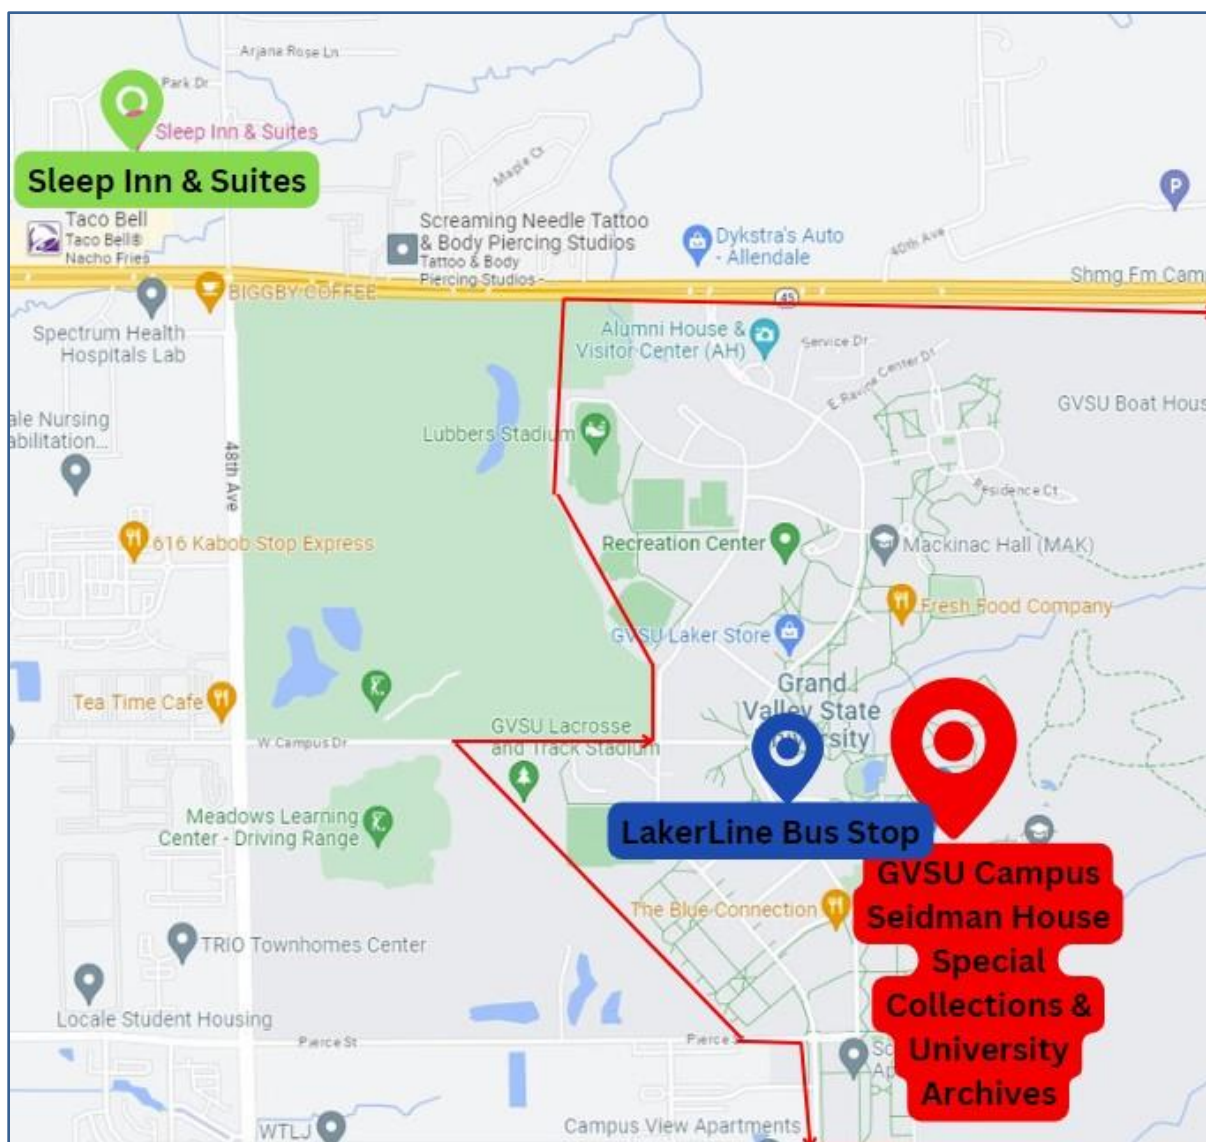 Arjana Rose Ln
Park Dr
Sleep Inn & Suites
Sleep Inn & Suites
Maple Ct
P
Taco Bell
Taco Bell®
Nacho Fries
Screaming Needle Tattoo
& Body Piercing Studios
Tattoo & Body
Piercing Studios -
Dykstra's Auto
- Allendale
40th Ave
Shmg Fm Camp
BIGGBY COFFEE
45
Spectrum Health
Hospitals Lab
Alumni House &
Visitor Center (AH)
Service Dr
E Ravine Center Dr
GVSU Boat Hous
ale Nursing
abilitation...
Lubbers Stadium
48th Ave
Residence Ct
616 Kabob Stop Express
Recreation Center
Mackinac Hall (MAK)
Fresh Food Company
GVSU Laker Store
Tea Time Cafe
Grand
Valley State
University
GVSU Lacrosse
and Track Stadium
W Campus Dr
Meadows Learning
Center - Driving Range
LakerLine Bus Stop
GVSU Campus
Seidman House
Special
Collections &
University
Archives
The Blue Connection
TRIO Townhomes Center
Locale Student Housing
Pierce St
Pierce
So
Ap
WTLJ
Campus View Apartments